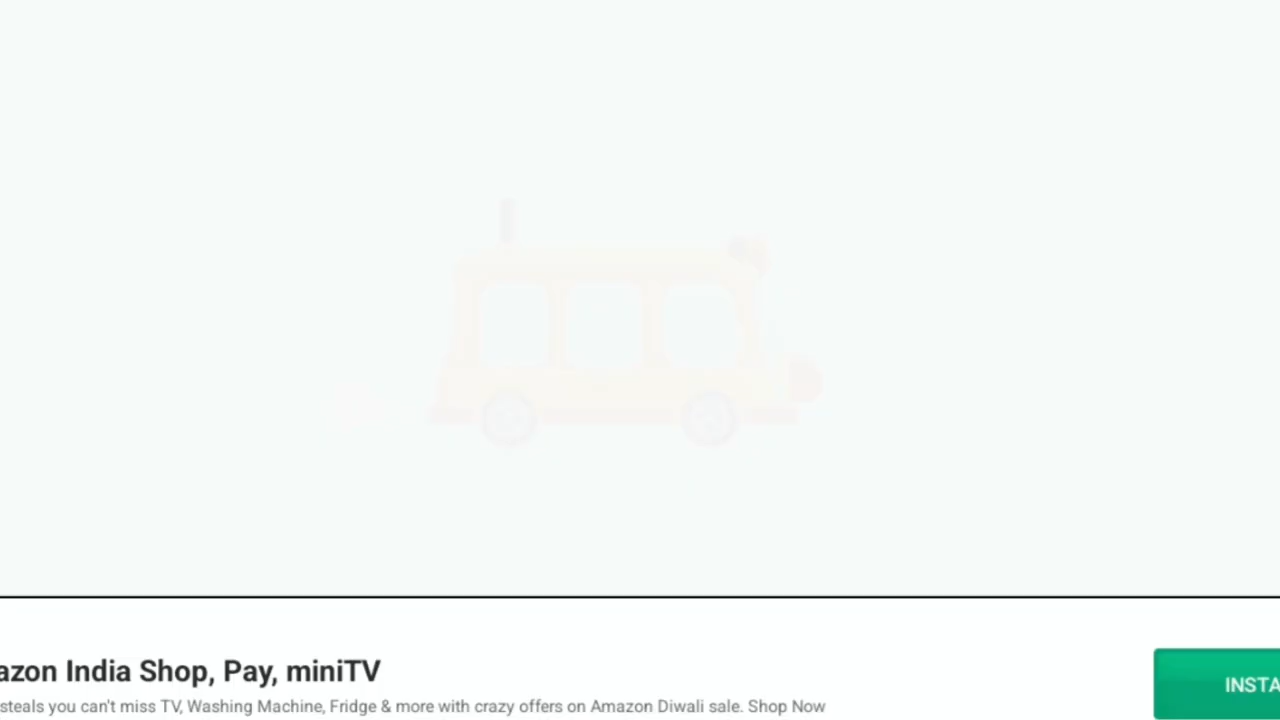 azon India Shop, Pay, miniTV
steals you can't miss TV, Washing Machine, Fridge & more with crazy offers on Amazon Diwali sale. Shop Now
INSTA